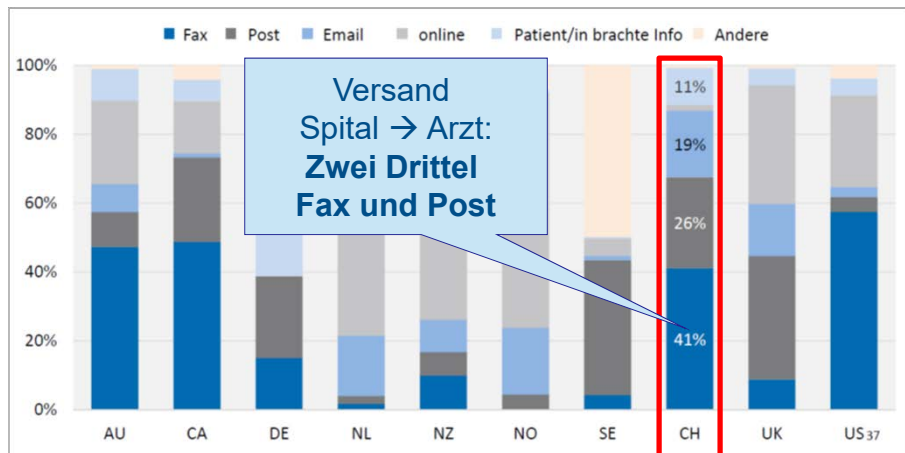 Fax Post Email online Patient/in brachte Info Andere
100%
80%
60%
40%
20%
0%
Versand
Spital → Arzt:
Zwei Drittel
Fax und Post
11%
19%
26%
41%
AU CA DE NL NZ NO SE CH UK US 37